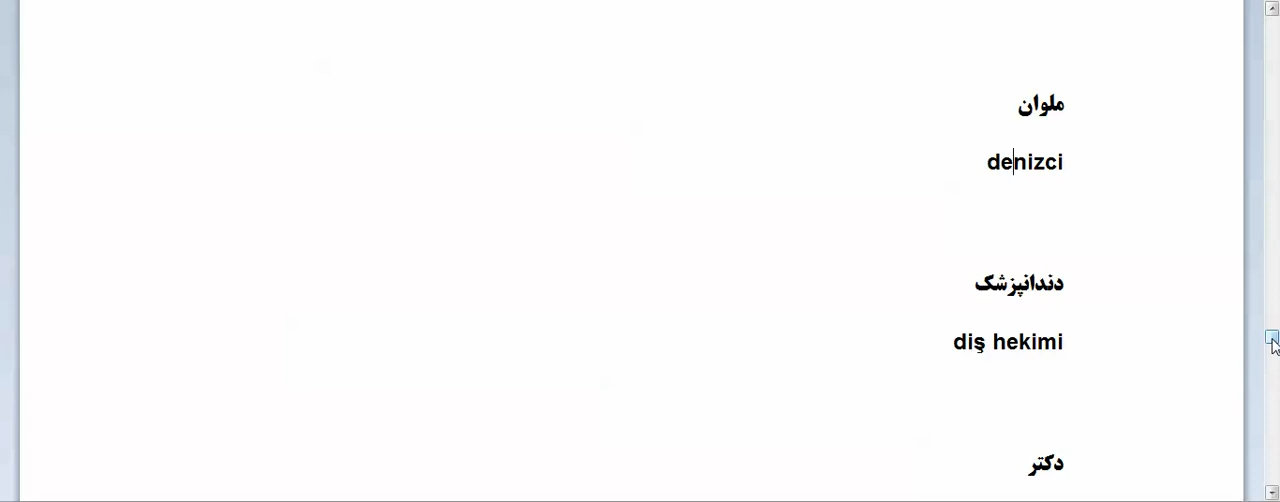 ملوان
denizci
دندانپزشک
diş hekimi
دکتر